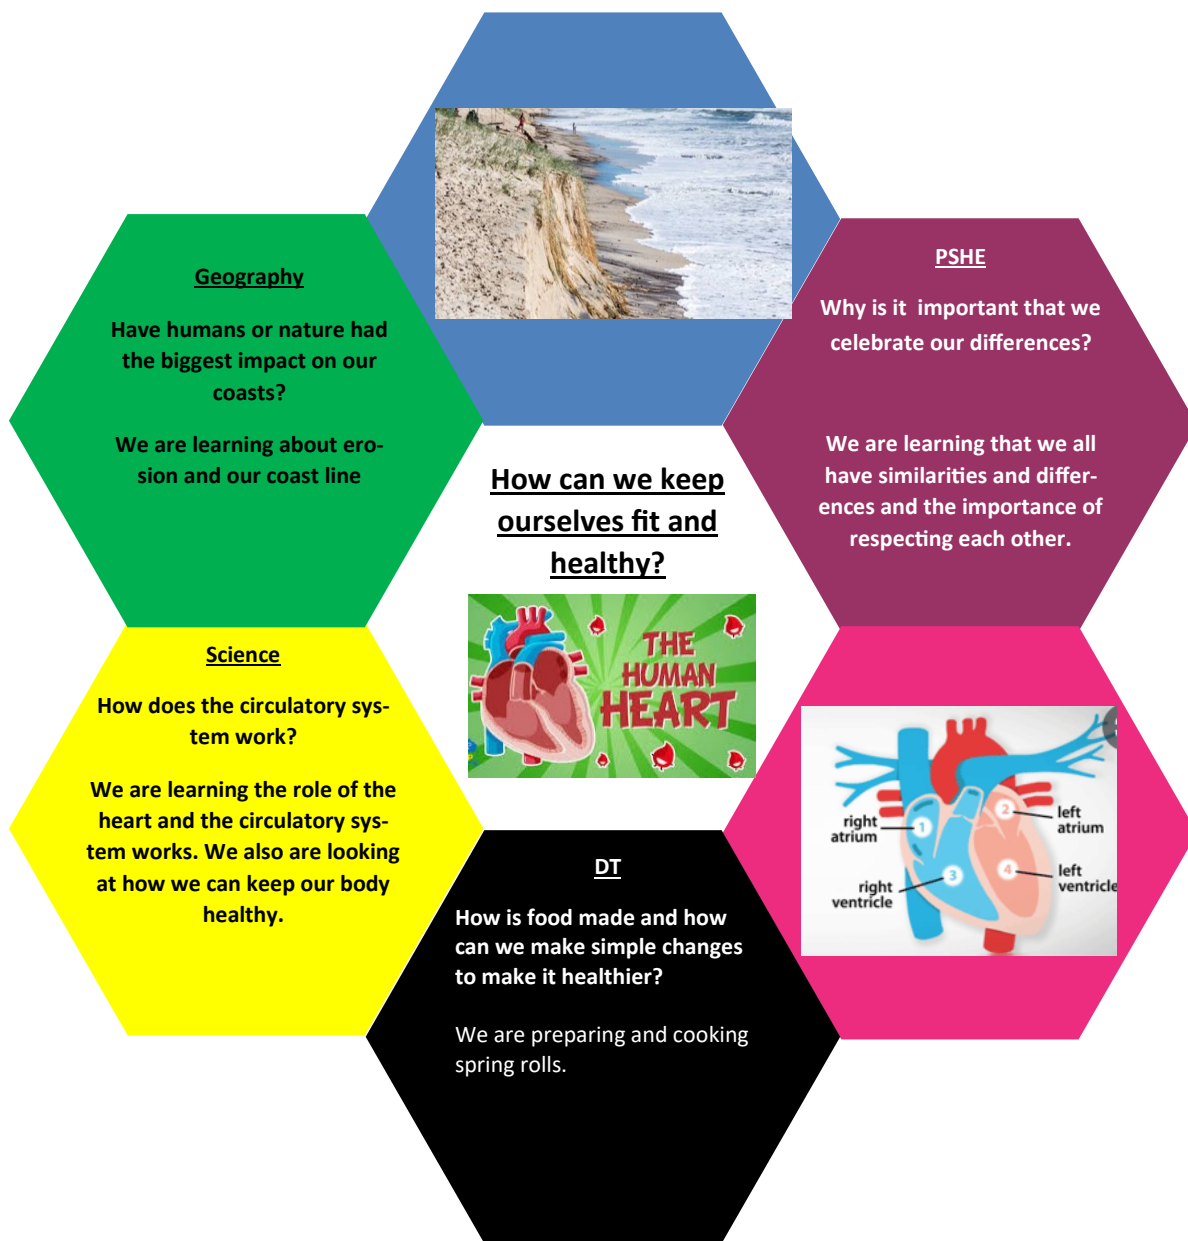 Geography
Have humans or nature had
the biggest impact on our
coasts?
We are learning about ero-
sion and our coast line
PSHE
Why is it  important that we
celebrate our differences?
We are learning that we all
have similarities and differ-
ences and the importance of
respecting each other.
How can we keep
ourselves fit and
healthy?
THE
HUMAN
HEART
Science
How does the circulatory sys-
tem work?
We are learning the role of the
heart and the circulatory sys-
tem works. We also are looking
at how we can keep our body
healthy.
DT
How is food made and how
can we make simple changes
to make it healthier?
We are preparing and cooking
spring rolls.
right
atrium
1
2
left
atrium
right
ventricle
3
4
left
ventricle